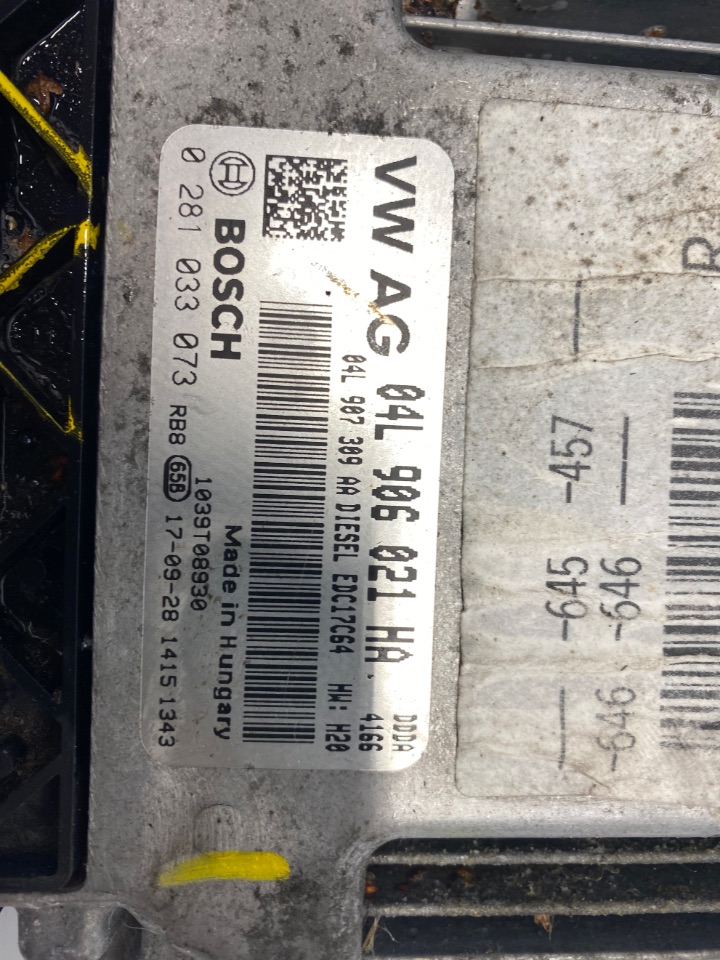 VW AG 04L 906 021 HA
DDDA
4166
04L 907 309 AA DIESEL EDC17C64 HW: H20
BOSCH
Made in Hungary
1039T08930
0 281 033 073 RB8 658 17-09-28 1415 1343
-457
-645
-646
-646